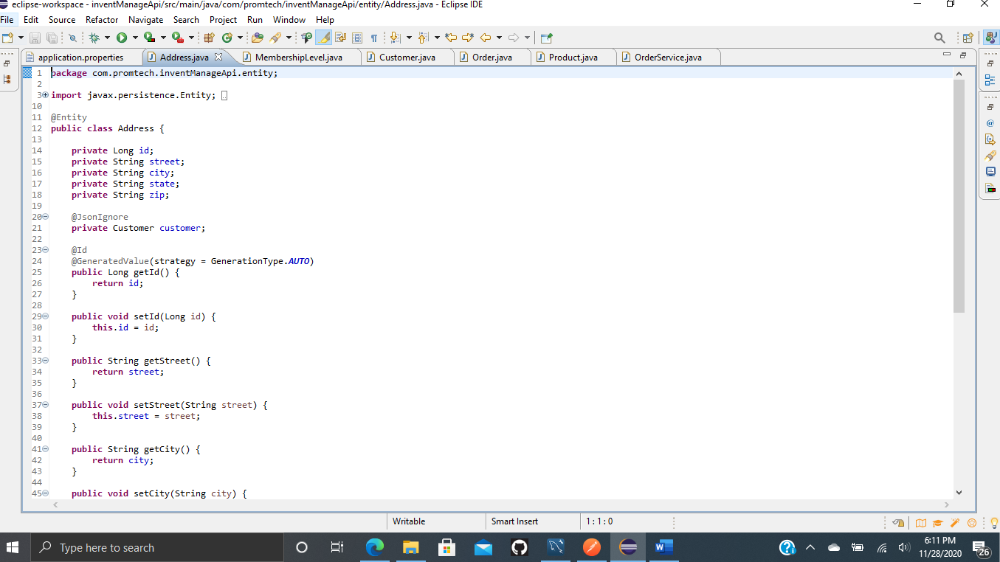 eclipse-workspace - inventManageApi/src/main/java/com/promtech/inventManageApi/entity/Address.java - Eclipse IDE
File Edit Source Refactor Navigate Search Project Run Window Help
application.properties Address.java MembershipLevel.java Customer.java Order.java Product.java OrderService.java
1 package com.promtech.inventManageApi.entity;
2
3 import javax.persistence.Entity;
10
11 @Entity
12 public class Address {
13
14 private Long id;
15 private String street;
16 private String city;
17 private String state;
18 private String zip;
19
20 @JsonIgnore
21 private Customer customer;
22
23 @Id
24 @GeneratedValue(strategy = GenerationType.AUTO)
25 public Long getId() {
26 return id;
27 }
28
29 public void setId(Long id) {
30 this.id = id;
31 }
32
33 public String getStreet() {
34 return street;
35 }
36
37 public void setStreet(String street) {
38 this.street = street;
39 }
40
41 public String getCity() {
42 return city;
43 }
44
45 public void setCity(String city) {
Writable Smart Insert 1 : 1 : 0
Type here to search
6:11 PM
11/28/2020
26